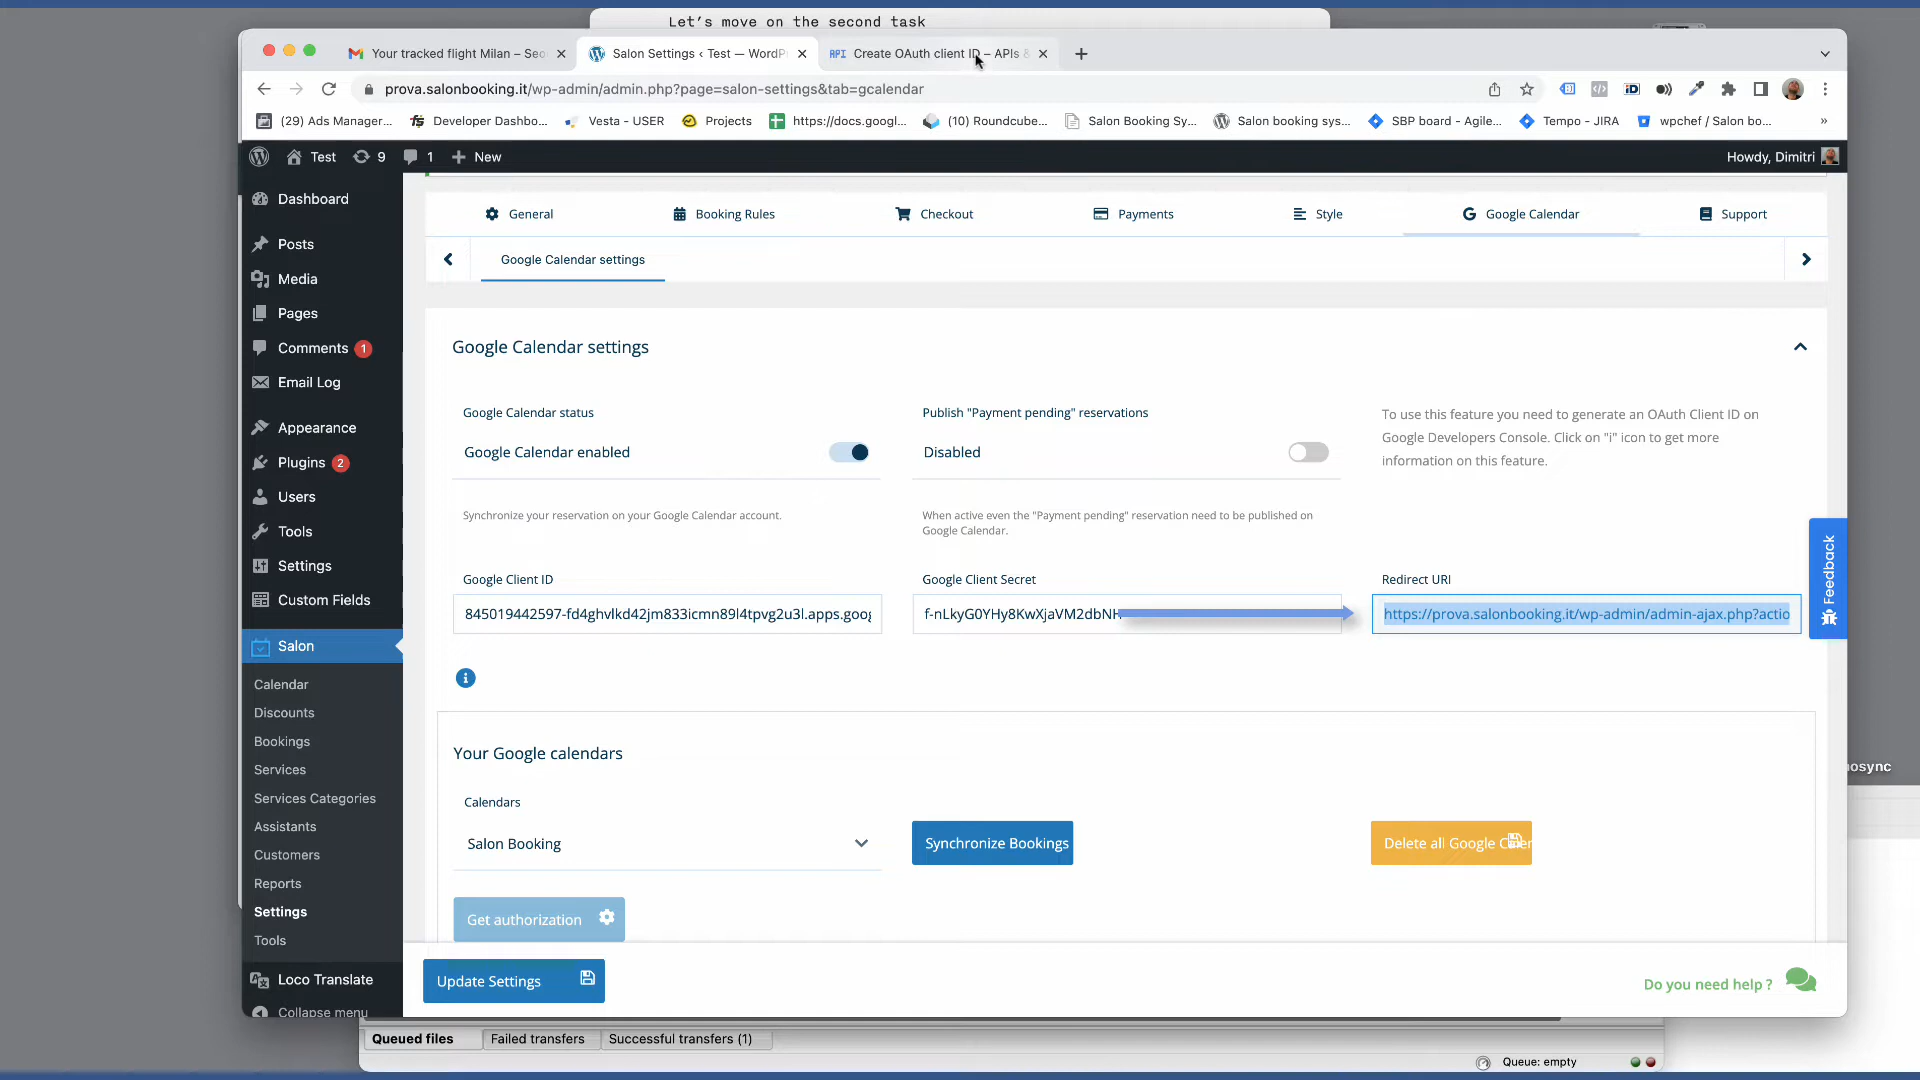 Let's move on the second task
Your tracked flight Milan – Seo
Salon Settings ‹ Test — WordP
API Create OAuth client ID – APIs &
prova.salonbooking.it/wp-admin/admin.php?page=salon-settings&tab=gcalendar
(29) Ads Manager...
Developer Dashbo...
Vesta - USER
Projects
https://docs.googl...
(10) Roundcube...
Salon Booking Sy...
Salon booking sys...
SBP board - Agile...
Tempo - JIRA
wpchef / Salon bo...
»
Test
9
1
New
Howdy, Dimitri
Dashboard
Posts
Media
Pages
Comments 1
Email Log
Appearance
Plugins 2
Users
Tools
Settings
Custom Fields
Salon
Calendar
Discounts
Bookings
Services
Services Categories
Assistants
Customers
Reports
Settings
Tools
Loco Translate
Collapse menu
General
Booking Rules
Checkout
Payments
Style
Google Calendar
Support
Google Calendar settings
Google Calendar settings
Google Calendar status
Google Calendar enabled
Synchronize your reservation on your Google Calendar account.
Publish "Payment pending" reservations
Disabled
When active even the "Payment pending" reservation need to be published on
Google Calendar.
To use this feature you need to generate an OAuth Client ID on
Google Developers Console. Click on "i" icon to get more
information on this feature.
Google Client ID
845019442597-fd4ghvlkd42jm833icmn89l4tpvg2u3l.apps.goog
Google Client Secret
f-nLkyG0YHy8KwXjaVM2dbNH
Redirect URI
https://prova.salonbooking.it/wp-admin/admin-ajax.php?actio
Feedback
Your Google calendars
Calendars
Salon Booking
Synchronize Bookings
Delete all Google Calen
Get authorization
Update Settings
Do you need help ?
nosync
Queued files
Failed transfers
Successful transfers (1)
Queue: empty